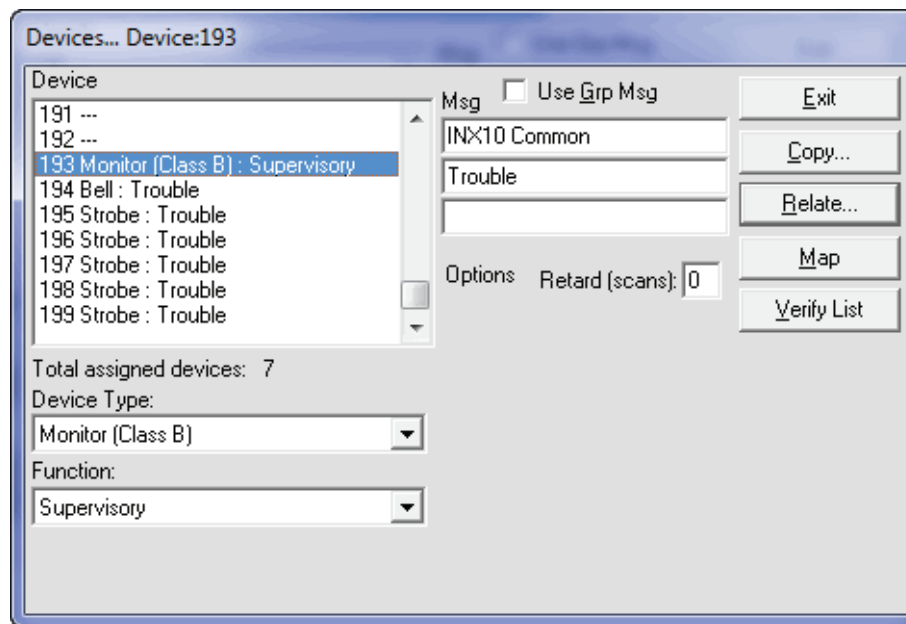 Devices... Device:193
Device
191 ---
192 ---
193 Monitor (Class B) : Supervisory
194 Bell : Trouble
195 Strobe : Trouble
196 Strobe : Trouble
197 Strobe : Trouble
198 Strobe : Trouble
199 Strobe : Trouble
Total assigned devices: 7
Device Type:
Monitor (Class B)
Function:
Supervisory
Msg
Use Grp Msg
INX10 Common
Trouble
Options
Retard (scans): 0
Exit
Copy...
Relate...
Map
Verify List